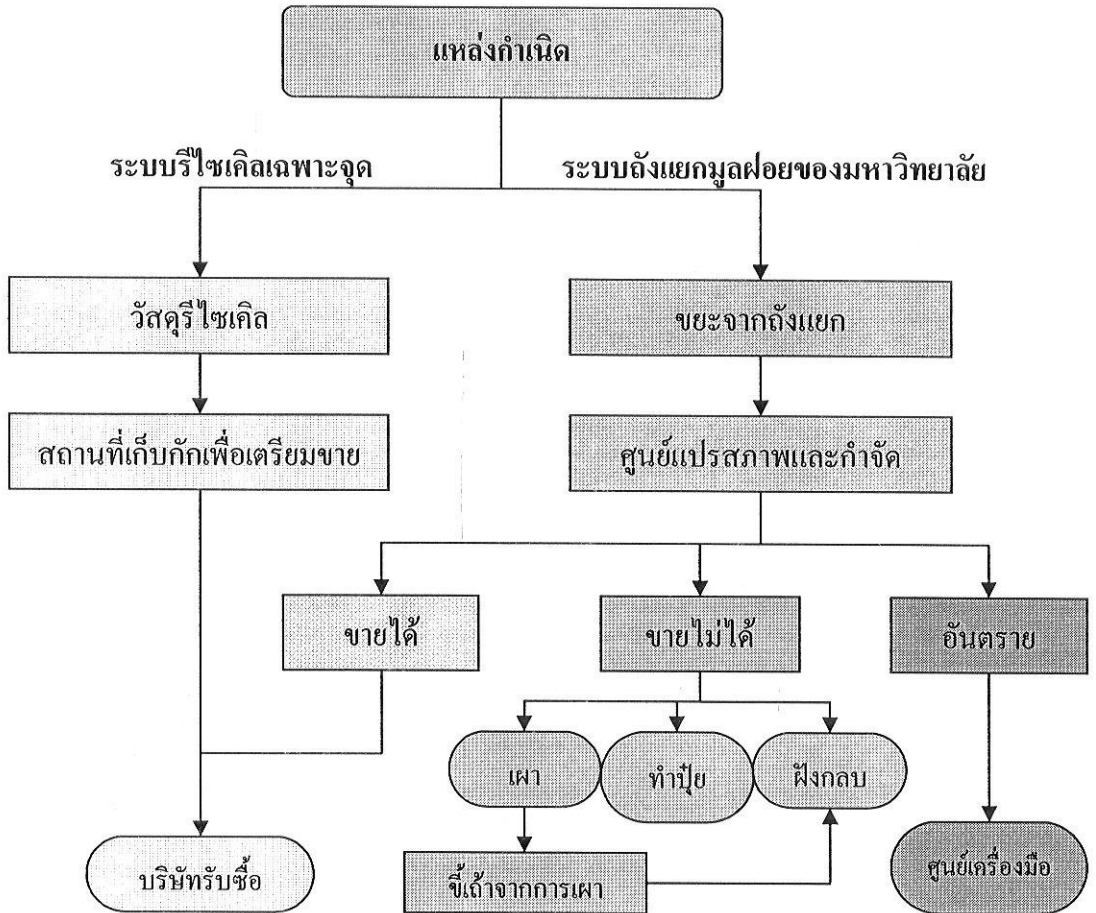 แหล่งกำเนิด
ระบบรีไซเคิลเฉพาะจุด
ระบบถังแยกมูลฝอยของมหาวิทยาลัย
วัสดุรีไซเคิล
ขยะจากถังแยก
สถานที่เก็บกักเพื่อเตรียมขาย
ศูนย์แปรสภาพและกำจัด
ขายได้
ขายไม่ได้
อันตราย
เผา
ทำปุ๋ย
ฝังกลบ
บริษัทรับซื้อ
ขี้เถ้าจากการเผา
ศูนย์เครื่องมือ